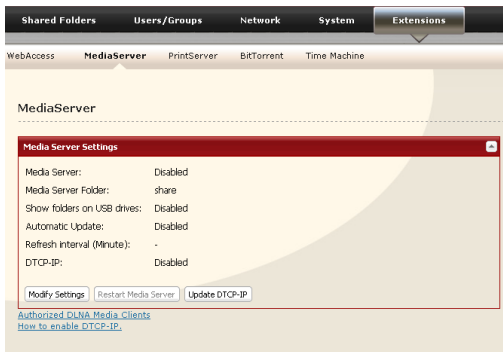 Shared Folders Users/Groups Network System Extensions
WebAccess MediaServer PrintServer BitTorrent Time Machine
MediaServer
Media Server Settings
Media Server: Disabled
Media Server Folder: share
Show folders on USB drives: Disabled
Automatic Update: Disabled
Refresh interval (Minute): -
DTCP-IP: Disabled
Modify Settings Restart Media Server Update DTCP-IP
Authorized DLNA Media Clients
How to enable DTCP-IP.